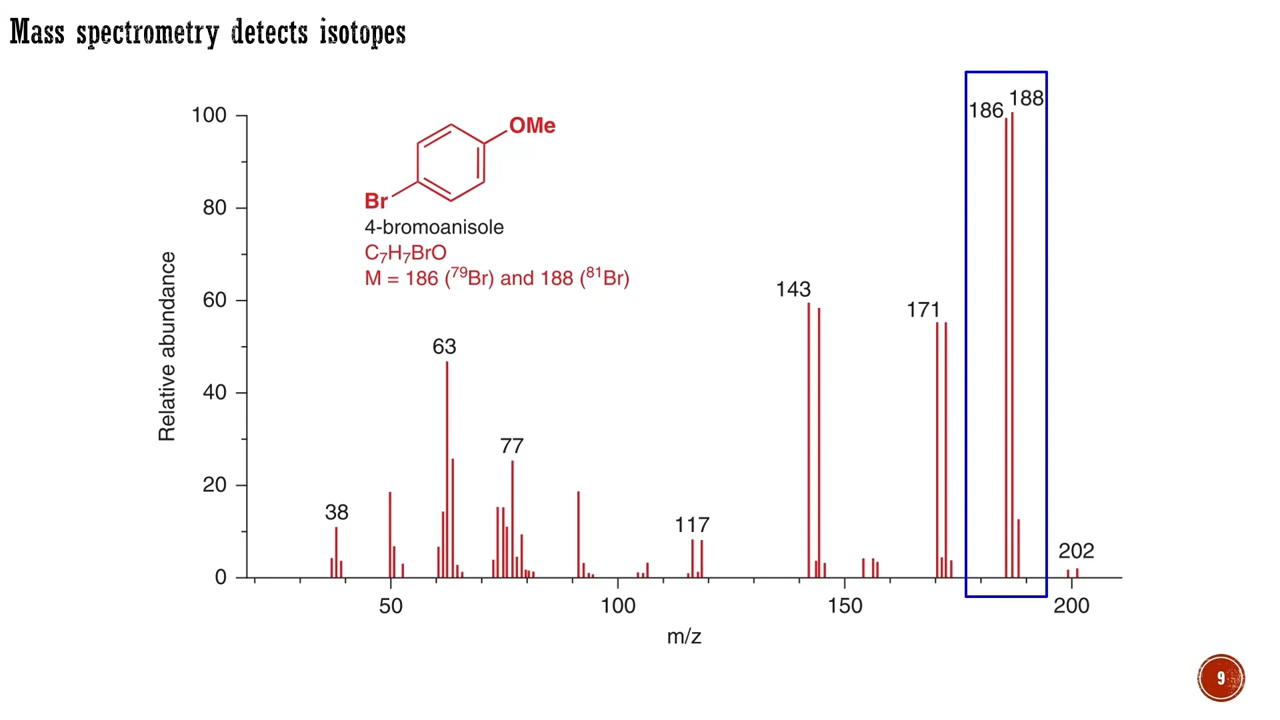 Mass spectrometry detects isotopes
100
80
60
40
20
0
Relative abundance
OMe
Br
4-bromoanisole
C₇H₇BrO
M = 186 (⁷⁹Br) and 188 (⁸¹Br)
38
63
77
117
143
171
186
188
202
50
100
150
200
m/z
9